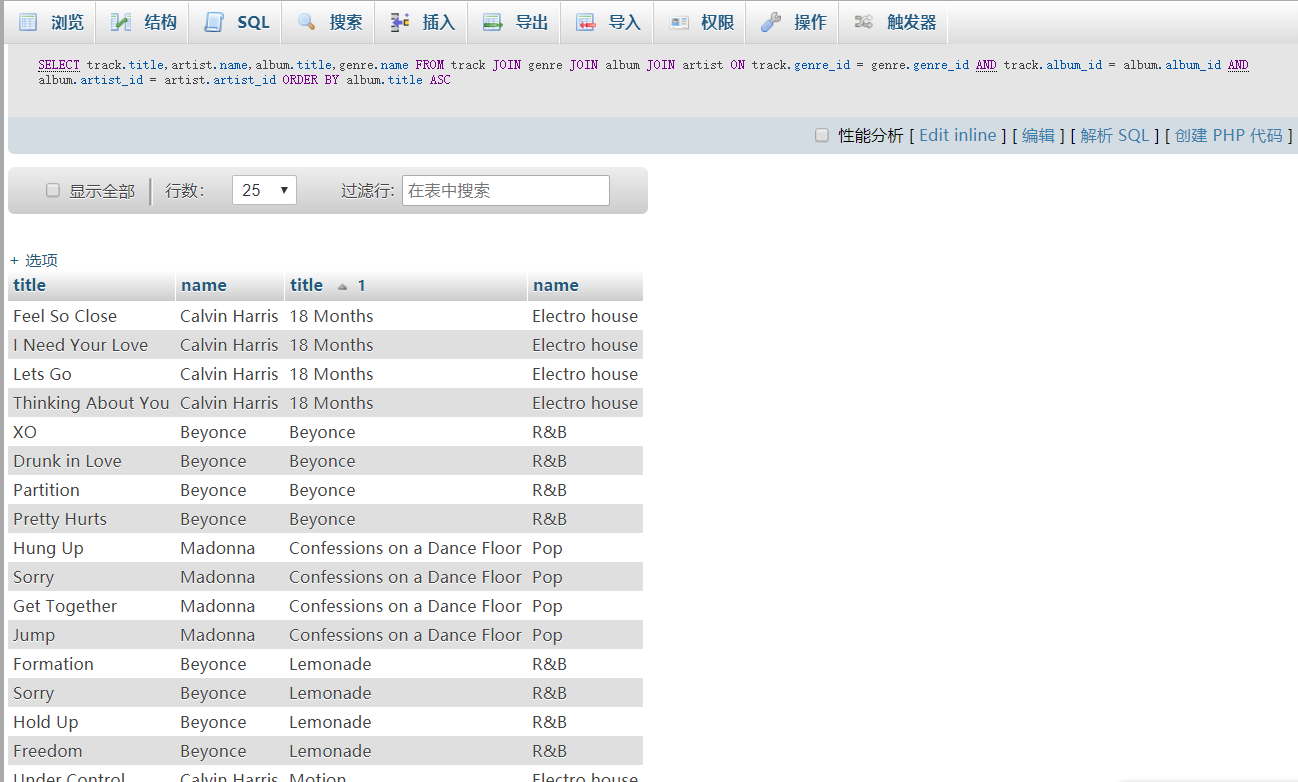 浏览 结构 SQL 搜索 插入 导出 导入 权限 操作 触发器
SELECT track.title,artist.name,album.title,genre.name FROM track JOIN genre JOIN album JOIN artist ON track.genre_id = genre.genre_id AND track.album_id = album.album_id AND
album.artist_id = artist.artist_id ORDER BY album.title ASC
性能分析 [ Edit inline ] [ 编辑 ] [ 解析 SQL ] [ 创建 PHP 代码 ]
显示全部 行数： 25 过滤行: 在表中搜索
+ 选项
title name title 1 name
Feel So Close Calvin Harris 18 Months Electro house
I Need Your Love Calvin Harris 18 Months Electro house
Lets Go Calvin Harris 18 Months Electro house
Thinking About You Calvin Harris 18 Months Electro house
XO Beyonce Beyonce R&B
Drunk in Love Beyonce Beyonce R&B
Partition Beyonce Beyonce R&B
Pretty Hurts Beyonce Beyonce R&B
Hung Up Madonna Confessions on a Dance Floor Pop
Sorry Madonna Confessions on a Dance Floor Pop
Get Together Madonna Confessions on a Dance Floor Pop
Jump Madonna Confessions on a Dance Floor Pop
Formation Beyonce Lemonade R&B
Sorry Beyonce Lemonade R&B
Hold Up Beyonce Lemonade R&B
Freedom Beyonce Lemonade R&B
Under Control Calvin Harris Motion Electro house